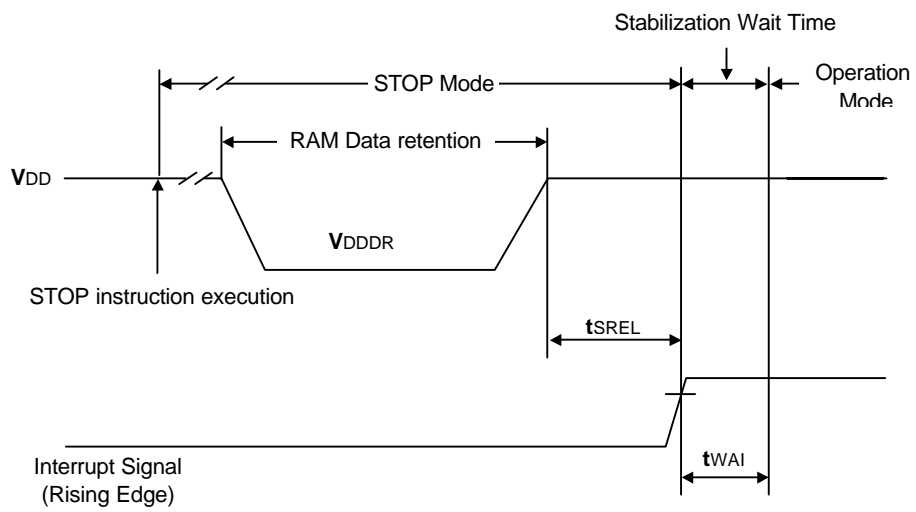 Stabilization Wait Time
STOP Mode
Operation
Mode
RAM Data retention
VDD
VDDDR
STOP instruction execution
tSREL
Interrupt Signal
(Rising Edge)
tWAI